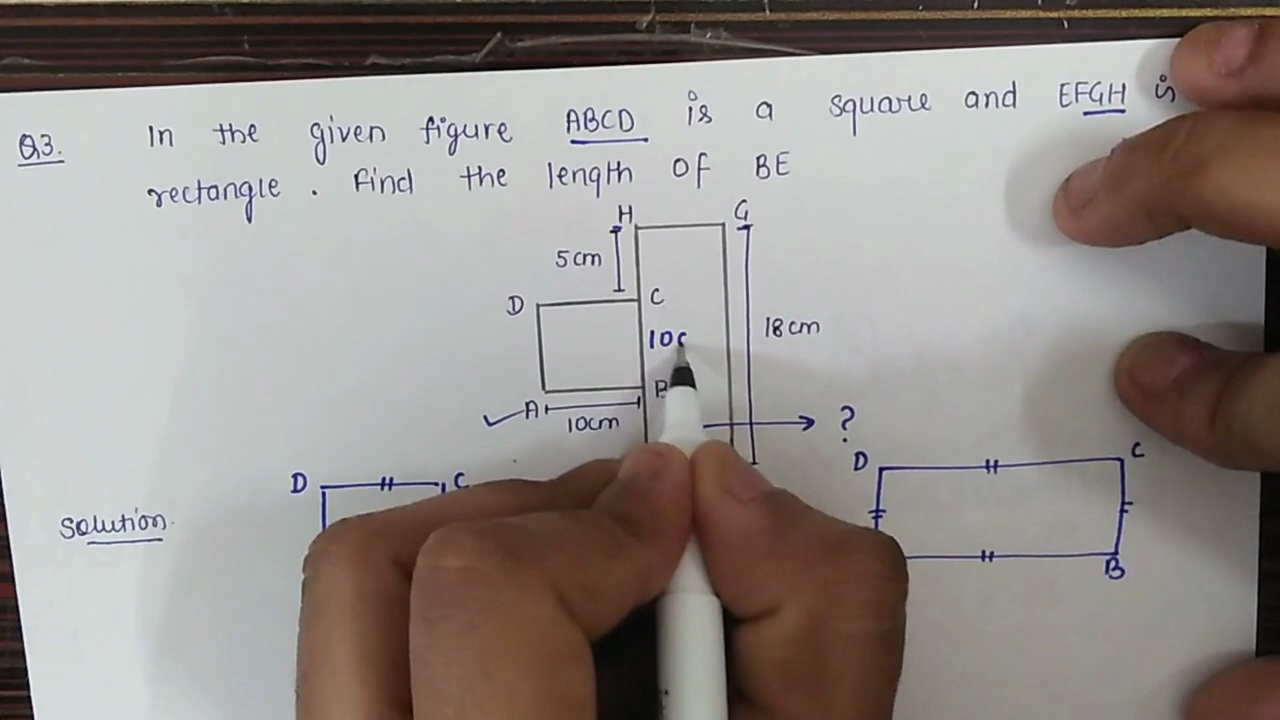 Q3. In the given figure ABCD is a square and EFGH is
rectangle. Find the length of BE
H G
5cm
D C
10c
18cm
A B
10cm
?
D C
D C
Solution.
B